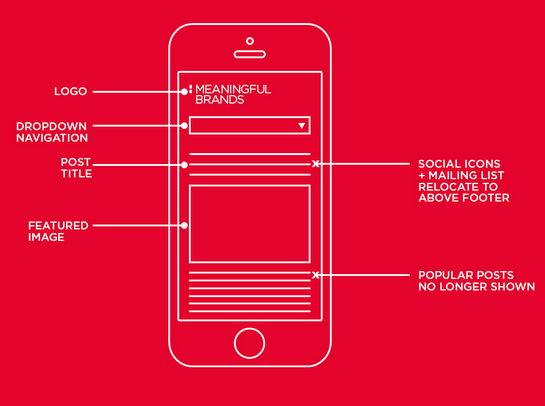 LOGO
MEANINGFUL
BRANDS
DROPDOWN
NAVIGATION
POST
TITLE
SOCIAL ICONS
+ MAILING LIST
RELOCATE TO
ABOVE FOOTER
FEATURED
IMAGE
POPULAR POSTS
NO LONGER SHOWN